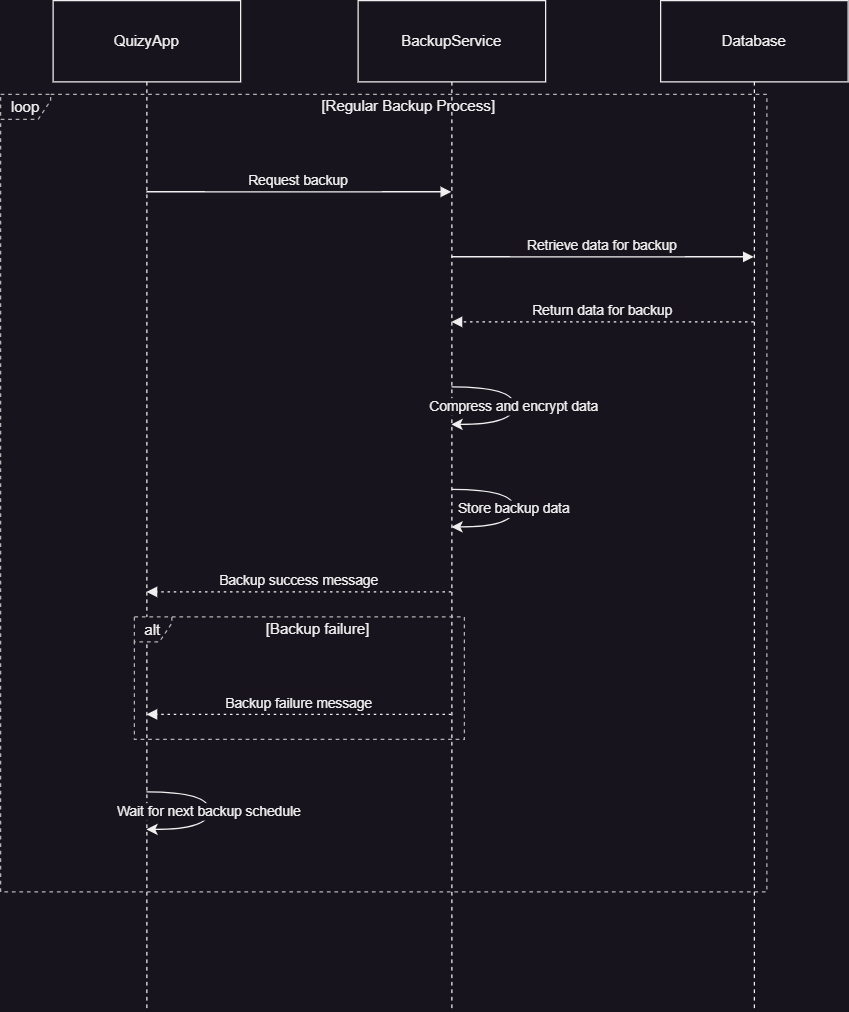 QuizyApp
BackupService
Database
loop
[Regular Backup Process]
Request backup
Retrieve data for backup
Return data for backup
Compress and encrypt data
Store backup data
Backup success message
alt
[Backup failure]
Backup failure message
Wait for next backup schedule